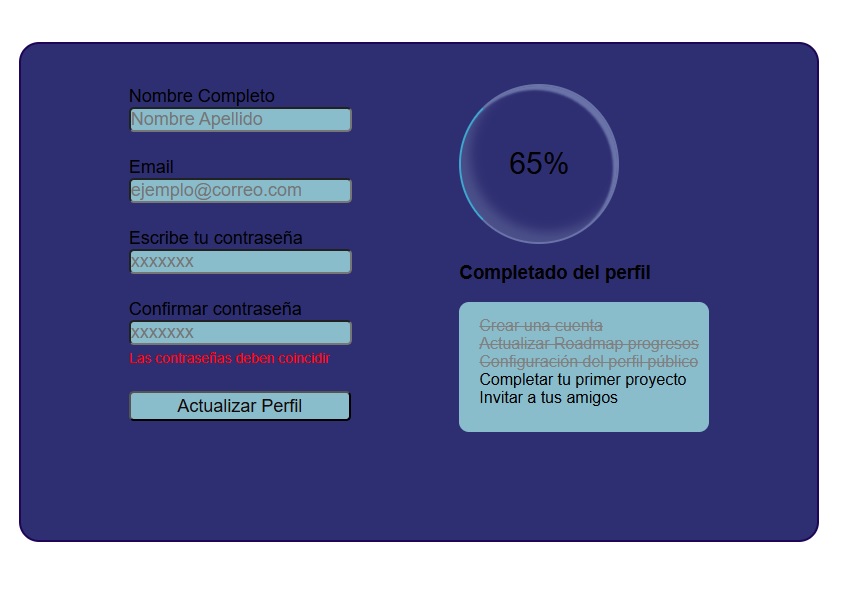 Nombre Completo
Nombre Apellido
Email
ejemplo@correo.com
Escribe tu contraseña
xxxxxxx
Confirmar contraseña
xxxxxxx
Las contraseñas deben coincidir
Actualizar Perfil
65%
Completado del perfil
Crear una cuenta
Actualizar Roadmap progresos
Configuración del perfil público
Completar tu primer proyecto
Invitar a tus amigos